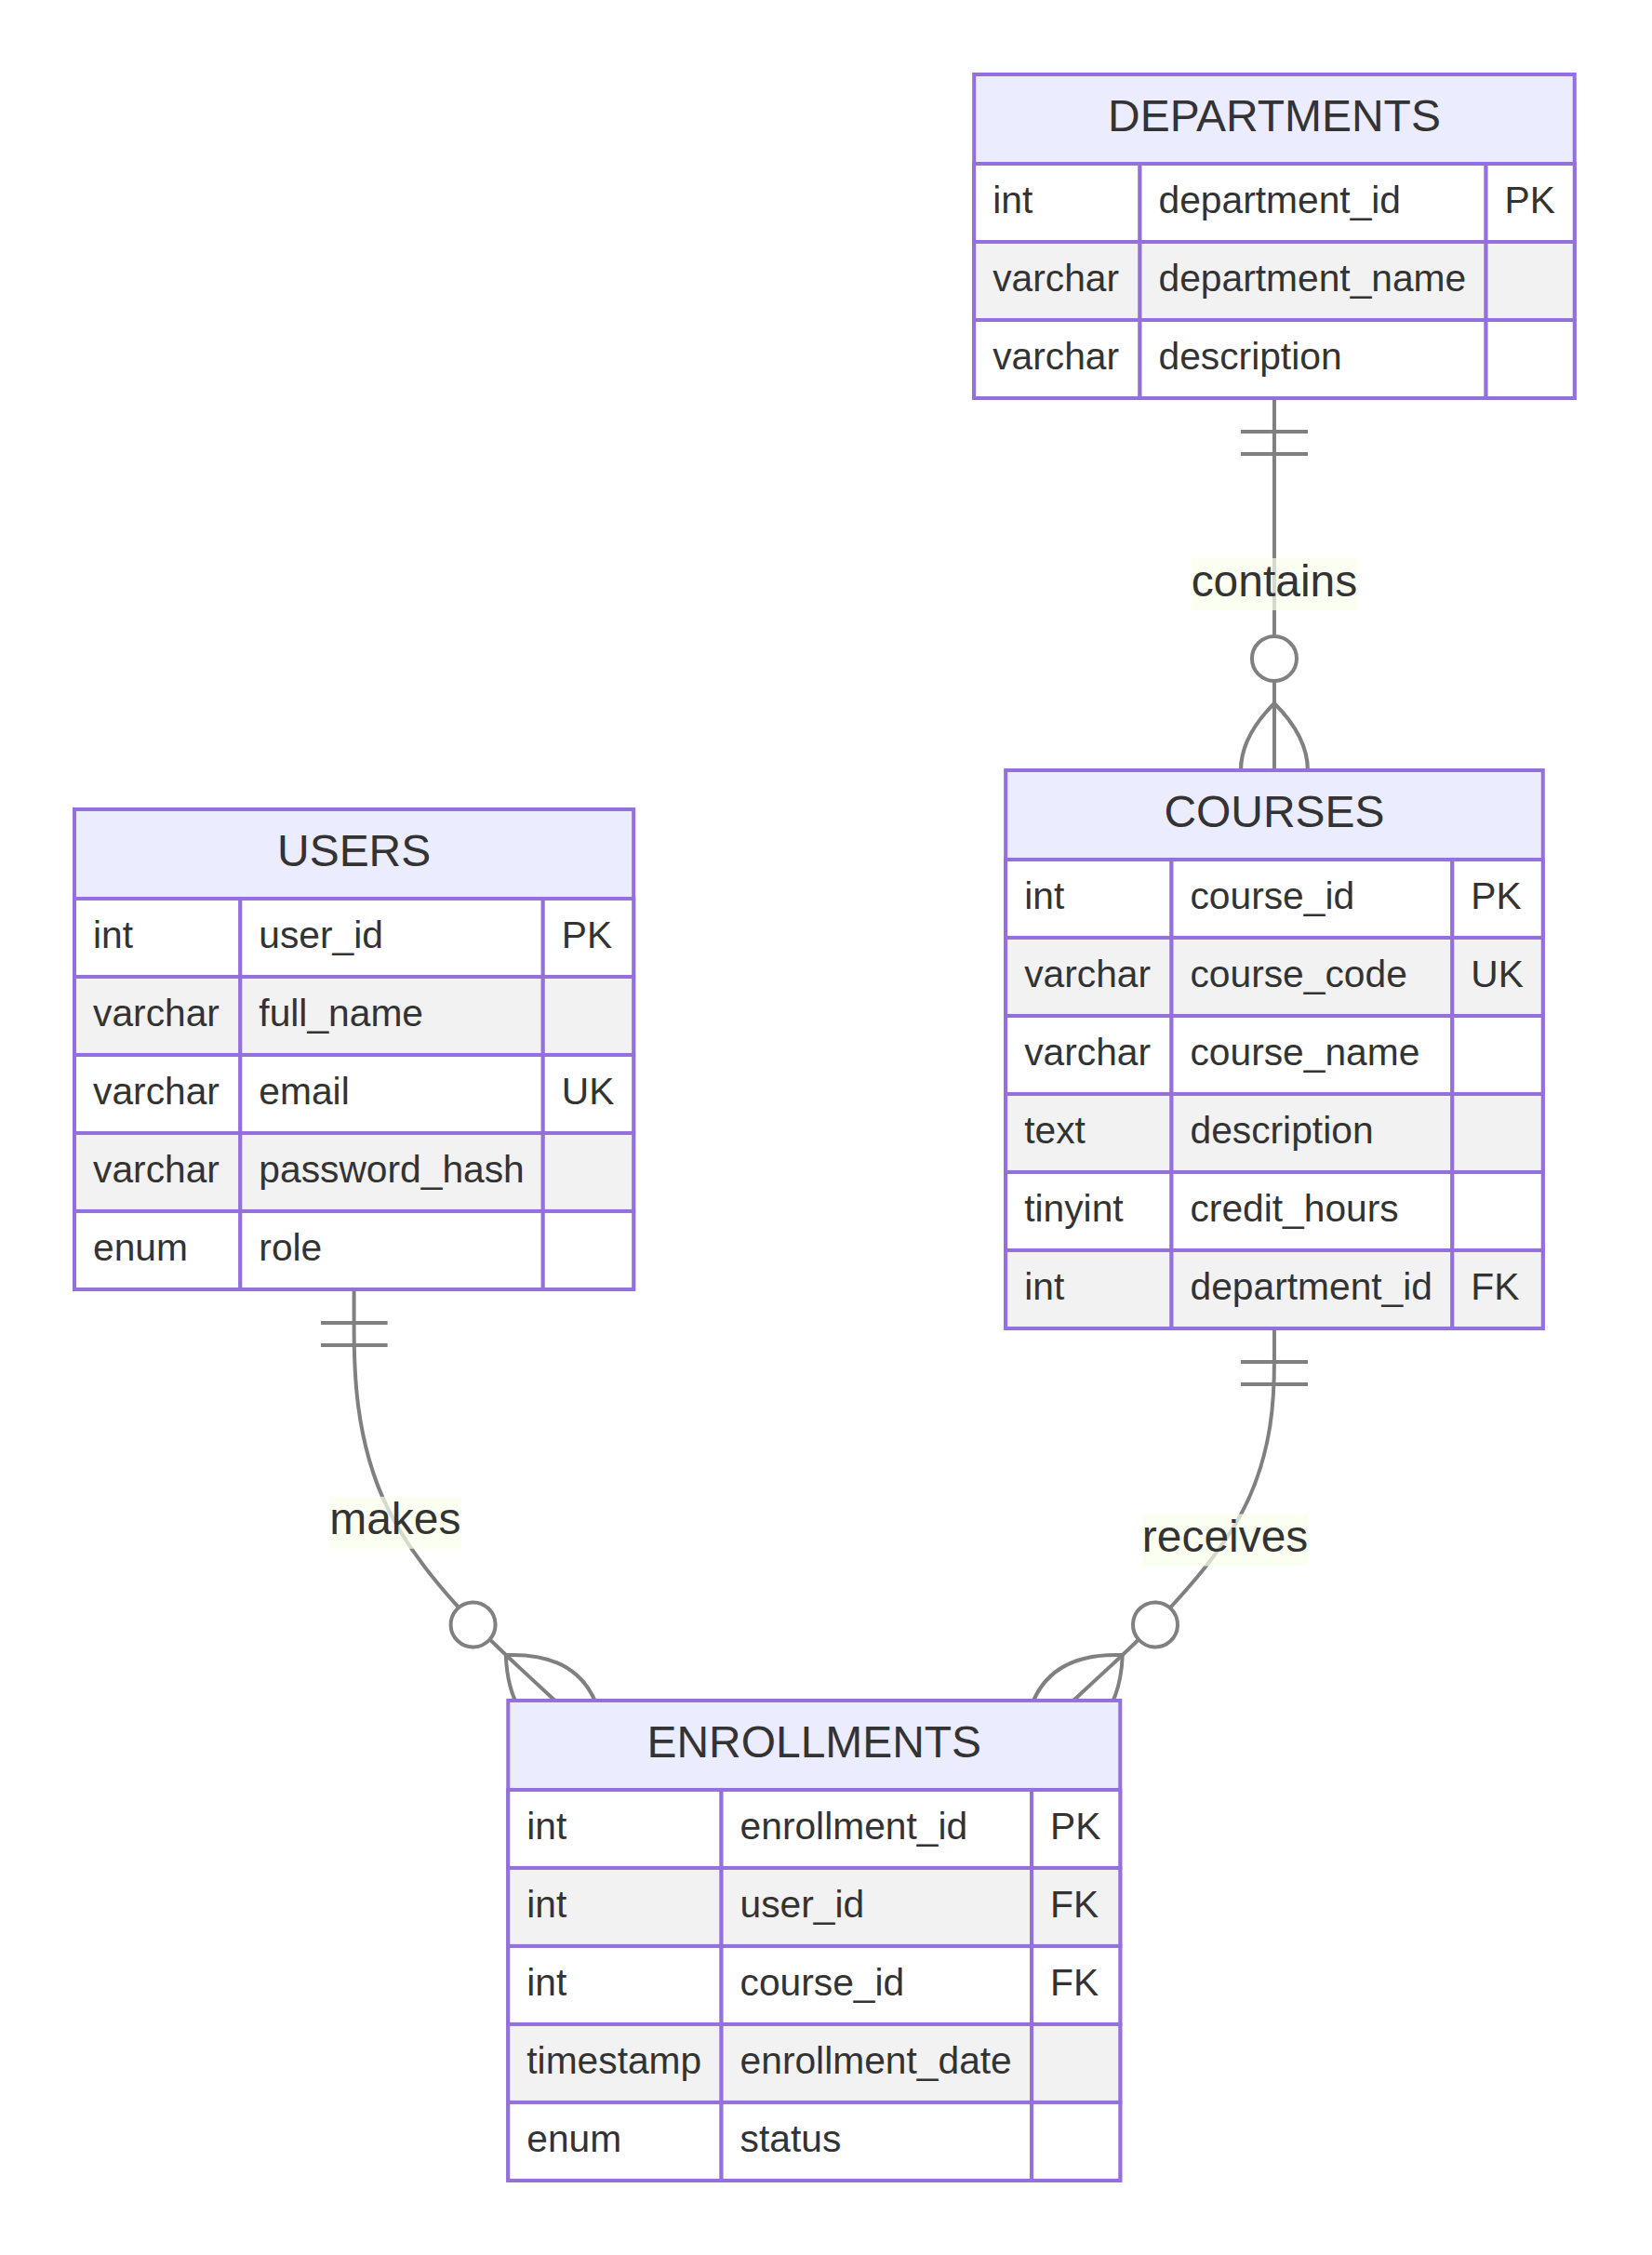 DEPARTMENTS
int department_id PK
varchar department_name
varchar description
contains
COURSES
int course_id PK
varchar course_code UK
varchar course_name
text description
tinyint credit_hours
int department_id FK
USERS
int user_id PK
varchar full_name
varchar email UK
varchar password_hash
enum role
makes
receives
ENROLLMENTS
int enrollment_id PK
int user_id FK
int course_id FK
timestamp enrollment_date
enum status